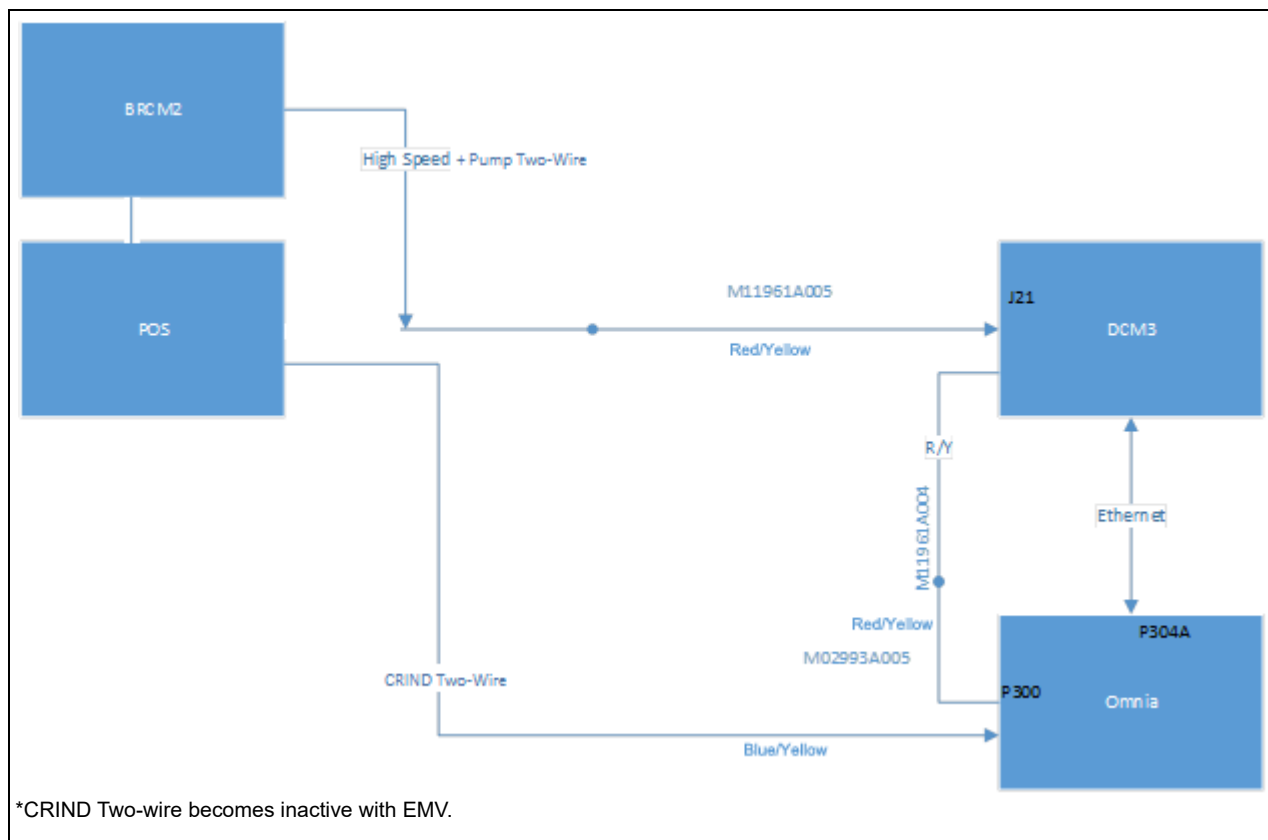 BRCM2
High Speed + Pump Two-Wire
POS
M11961A005
Red/Yellow
J21
DCM3
R/Y
M11961A004
Ethernet
Red/Yellow
M02993A005
P304A
P300
Omnia
CRIND Two-Wire
Blue/Yellow
*CRIND Two-wire becomes inactive with EMV.